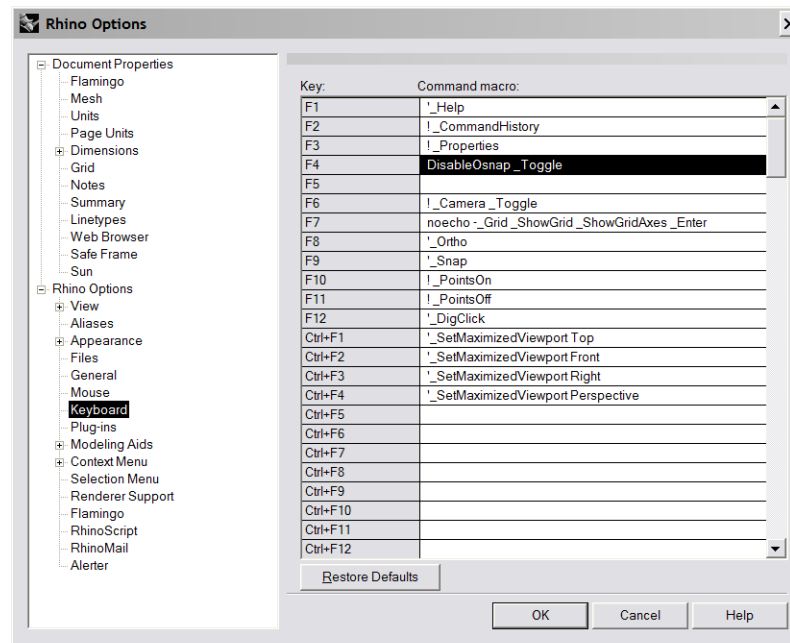 Rhino Options
Document Properties
Flamingo
Mesh
Units
Page Units
Dimensions
Grid
Notes
Summary
Linetypes
Web Browser
Safe Frame
Sun
Rhino Options
View
Aliases
Appearance
Files
General
Mouse
Keyboard
Plug-ins
Modeling Aids
Context Menu
Selection Menu
Renderer Support
Flamingo
RhinoScript
RhinoMail
Alerter
Key: Command macro:
F1 '_Help
F2 !_CommandHistory
F3 !_Properties
F4 DisableOsnap _Toggle
F5
F6 !_Camera _Toggle
F7 noecho -_Grid _ShowGrid _ShowGridAxes _Enter
F8 '_Ortho
F9 '_Snap
F10 !_PointsOn
F11 !_PointsOff
F12 '_DigClick
Ctrl+F1 '_SetMaximizedViewport Top
Ctrl+F2 '_SetMaximizedViewport Front
Ctrl+F3 '_SetMaximizedViewport Right
Ctrl+F4 '_SetMaximizedViewport Perspective
Ctrl+F5
Ctrl+F6
Ctrl+F7
Ctrl+F8
Ctrl+F9
Ctrl+F10
Ctrl+F11
Ctrl+F12
Restore Defaults
OK Cancel Help